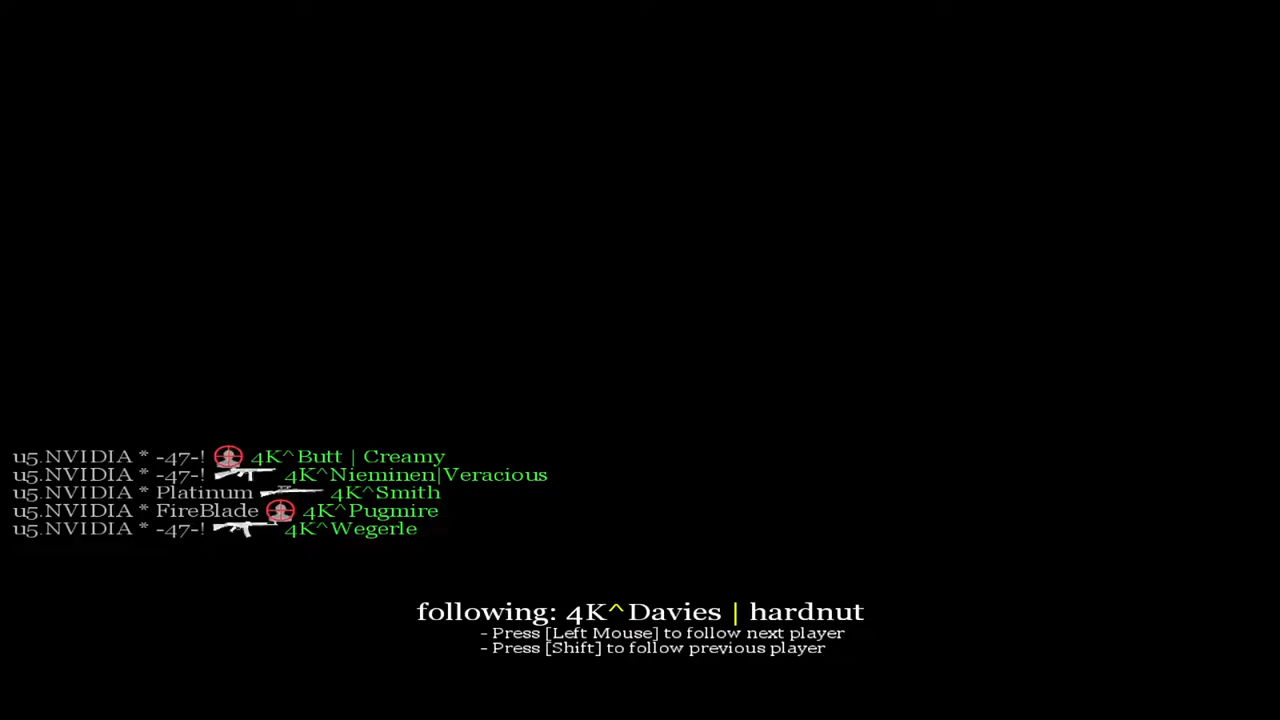 u5.NVIDIA * -47-! 4K^Butt | Creamy
u5.NVIDIA * -47-! 4K^Nieminen|Veracious
u5.NVIDIA * Platinum 4K^Smith
u5.NVIDIA * FireBlade 4K^Pugmire
u5.NVIDIA * -47-! 4K^Wegerle
following: 4K^Davies | hardnut
- Press [Left Mouse] to follow next player
- Press [Shift] to follow previous player